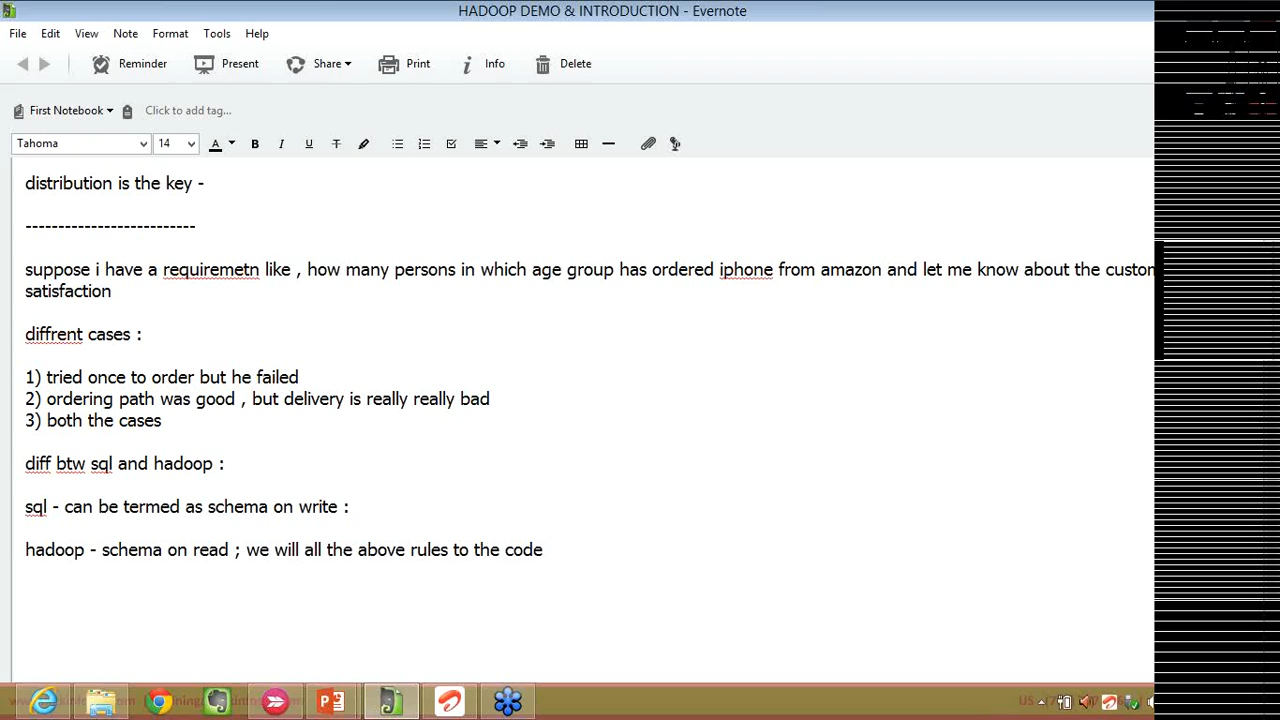 HADOOP DEMO & INTRODUCTION - Evernote
File Edit View Note Format Tools Help
Reminder Present Share Print Info Delete
First Notebook Click to add tag...
Tahoma 14 A B I U T
distribution is the key -
--------------------------
suppose i have a requiremetn like , how many persons in which age group has ordered iphone from amazon and let me know about the custom
satisfaction
diffrent cases :
1) tried once to order but he failed
2) ordering path was good , but delivery is really really bad
3) both the cases
diff btw sql and hadoop :
sql - can be termed as schema on write :
hadoop - schema on read ; we will all the above rules to the code
US